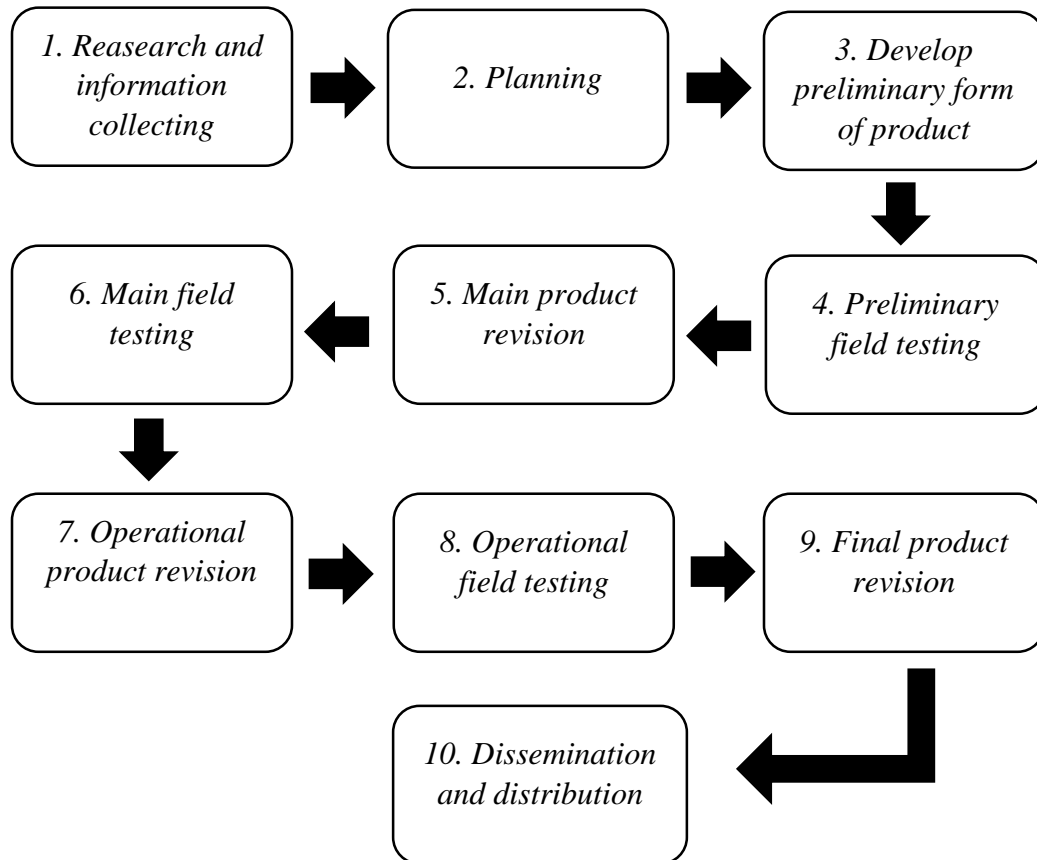 1. Reasearch and
information
collecting
2. Planning
3. Develop
preliminary form
of product
4. Preliminary
field testing
5. Main product
revision
6. Main field
testing
7. Operational
product revision
8. Operational
field testing
9. Final product
revision
10. Dissemination
and distribution